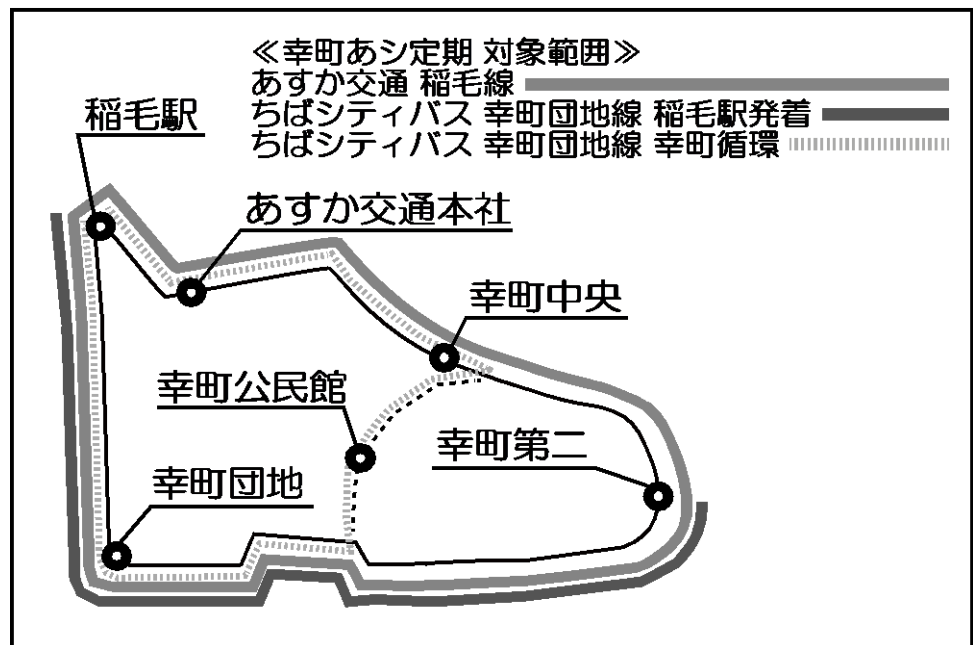 ≪幸町あシ定期 対象範囲≫
あすか交通 稲毛線
ちばシティバス 幸町団地線 稲毛駅発着
ちばシティバス 幸町団地線 幸町循環
稲毛駅
あすか交通本社
幸町中央
幸町公民館
幸町第二
幸町団地